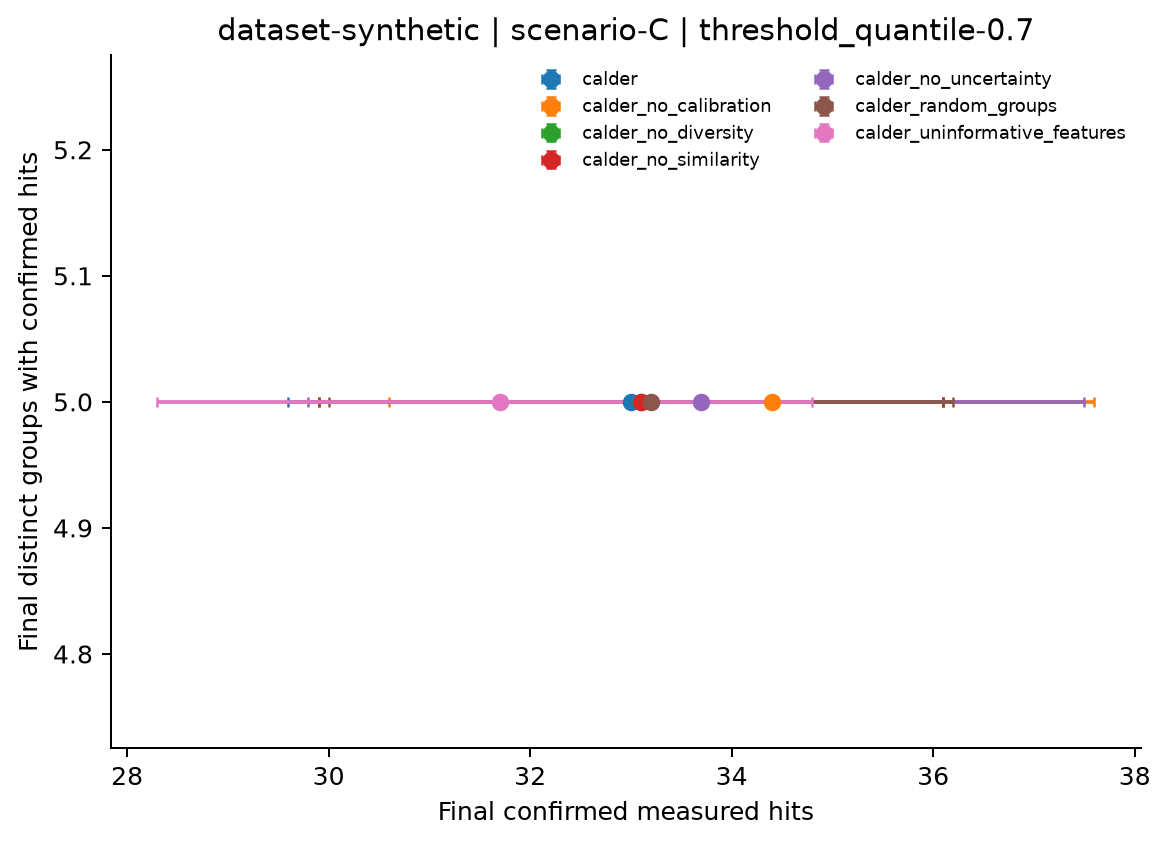 dataset-synthetic | scenario-C | threshold_quantile-0.7
calder
calder_no_calibration
calder_no_diversity
calder_no_similarity
calder_no_uncertainty
calder_random_groups
calder_uninformative_features
Final distinct groups with confirmed hits
5.2
5.1
5.0
4.9
4.8
28 30 32 34 36 38
Final confirmed measured hits